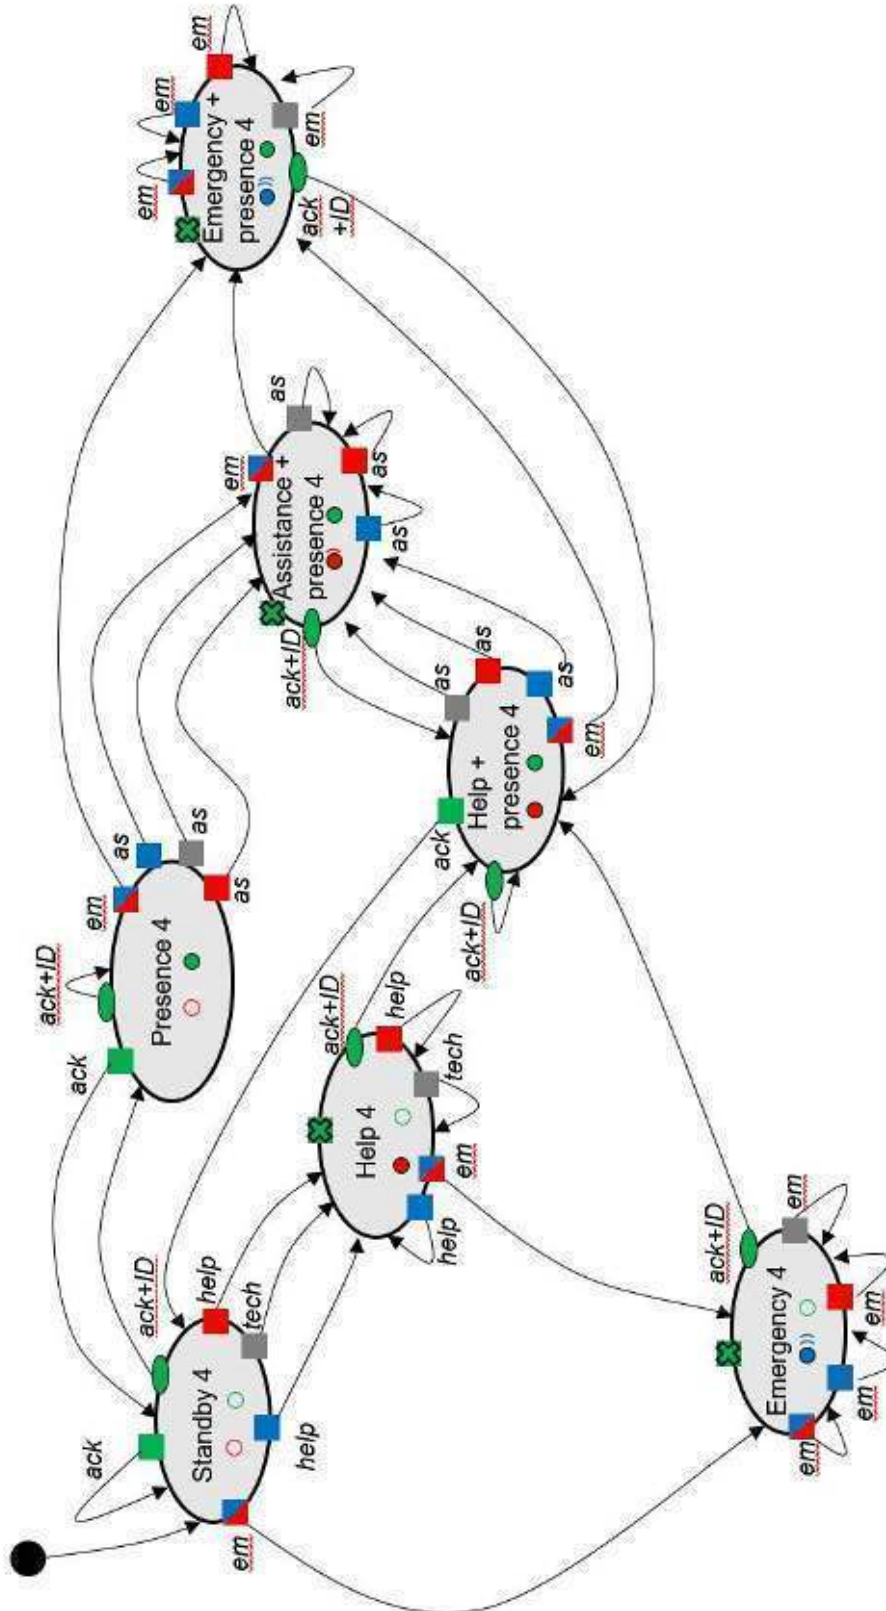 ack
ack+ID
Standby 4
help
tech
help
em
ack
ack+ID
Presence 4
em
as
as
as
ack+ID
Help 4
help
tech
em
help
ack
ack+ID
Help +
presence 4
as
as
as
em
ack+ID
em
Assistance +
presence 4
as
as
as
em
em
em
Emergency +
presence 4
em
ack
+ID
ack+ID
Emergency 4
em
em
em
em